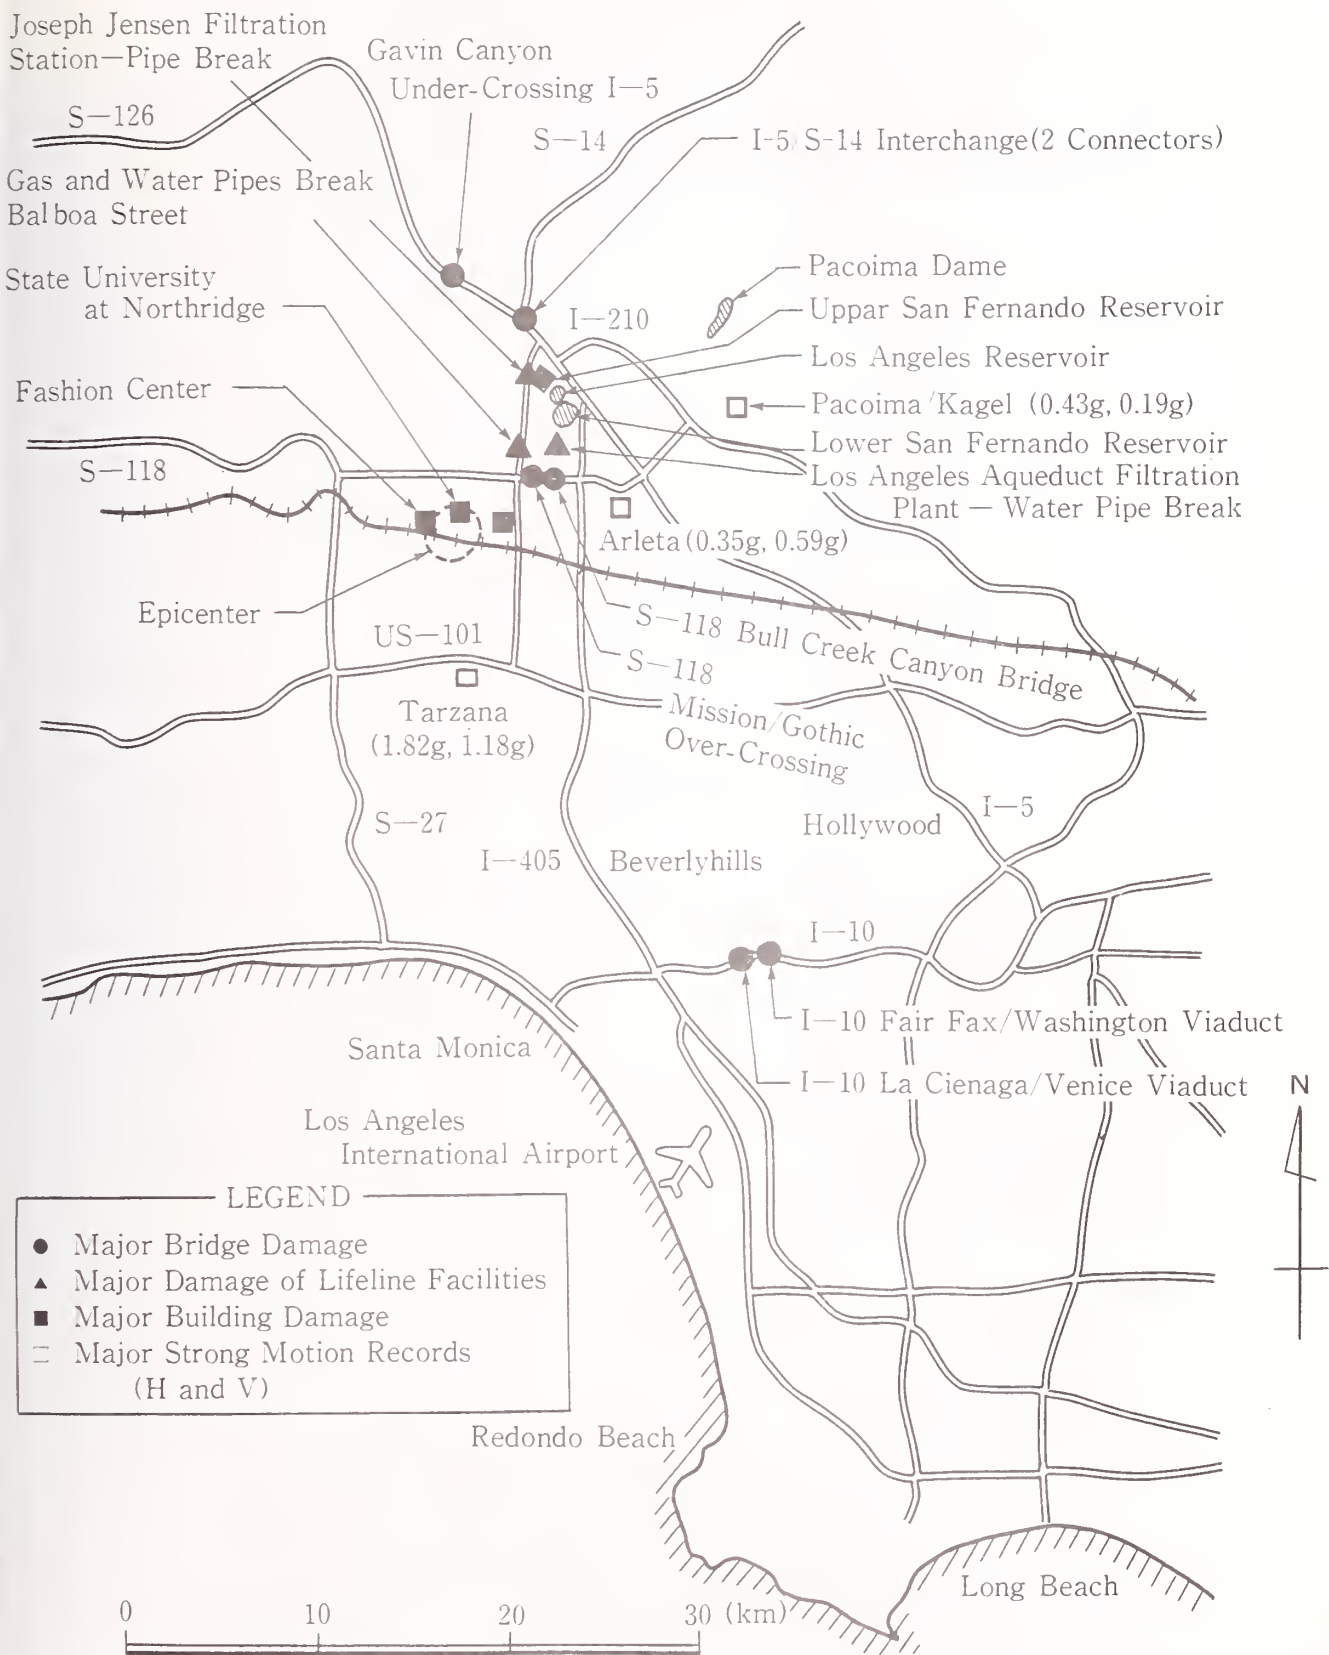 Joseph Jensen Filtration
Station—Pipe Break
Gavin Canyon
Under-Crossing I—5
S—126
S—14
I-5 S-14 Interchange(2 Connectors)
Gas and Water Pipes Break
Balboa Street
State University
at Northridge
Pacoima Dame
Uppar San Fernando Reservoir
I—210
Los Angeles Reservoir
Fashion Center
Pacoima/Kagel (0.43g, 0.19g)
Lower San Fernando Reservoir
S—118
Los Angeles Aqueduct Filtration
Plant — Water Pipe Break
Arleta(0.35g, 0.59g)
Epicenter
US—101
S—118 Bull Creek Canyon Bridge
S—118
Mission/Gothic
Over-Crossing
Tarzana
(1.82g, 1.18g)
S—27
I—5
Hollywood
I—405
Beverlyhills
I—10
I—10 Fair Fax/Washington Viaduct
Santa Monica
I—10 La Cienaga/Venice Viaduct
N
Los Angeles
International Airport
LEGEND
Major Bridge Damage
Major Damage of Lifeline Facilities
Major Building Damage
Major Strong Motion Records
(H and V)
Redondo Beach
Long Beach
0 10 20 30 (km)